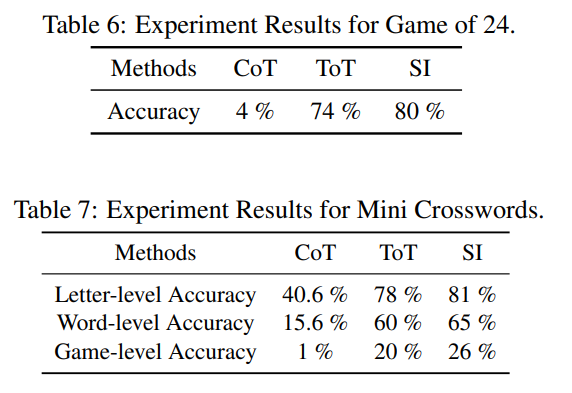 Table 6: Experiment Results for Game of 24.
Methods CoT ToT SI
Accuracy 4 % 74 % 80 %
Table 7: Experiment Results for Mini Crosswords.
Methods CoT ToT SI
Letter-level Accuracy 40.6 % 78 % 81 %
Word-level Accuracy 15.6 % 60 % 65 %
Game-level Accuracy 1 % 20 % 26 %